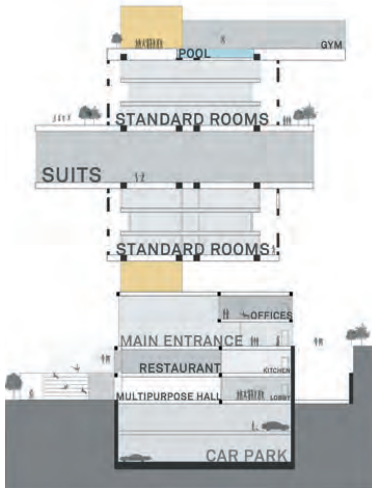 GYM
POOL
STANDARD ROOMS
SUITS
STANDARD ROOMS
OFFICES
MAIN ENTRANCE
RESTAURANT
KITCHEN
MULTIPURPOSE HALL
LOBBY
CAR PARK